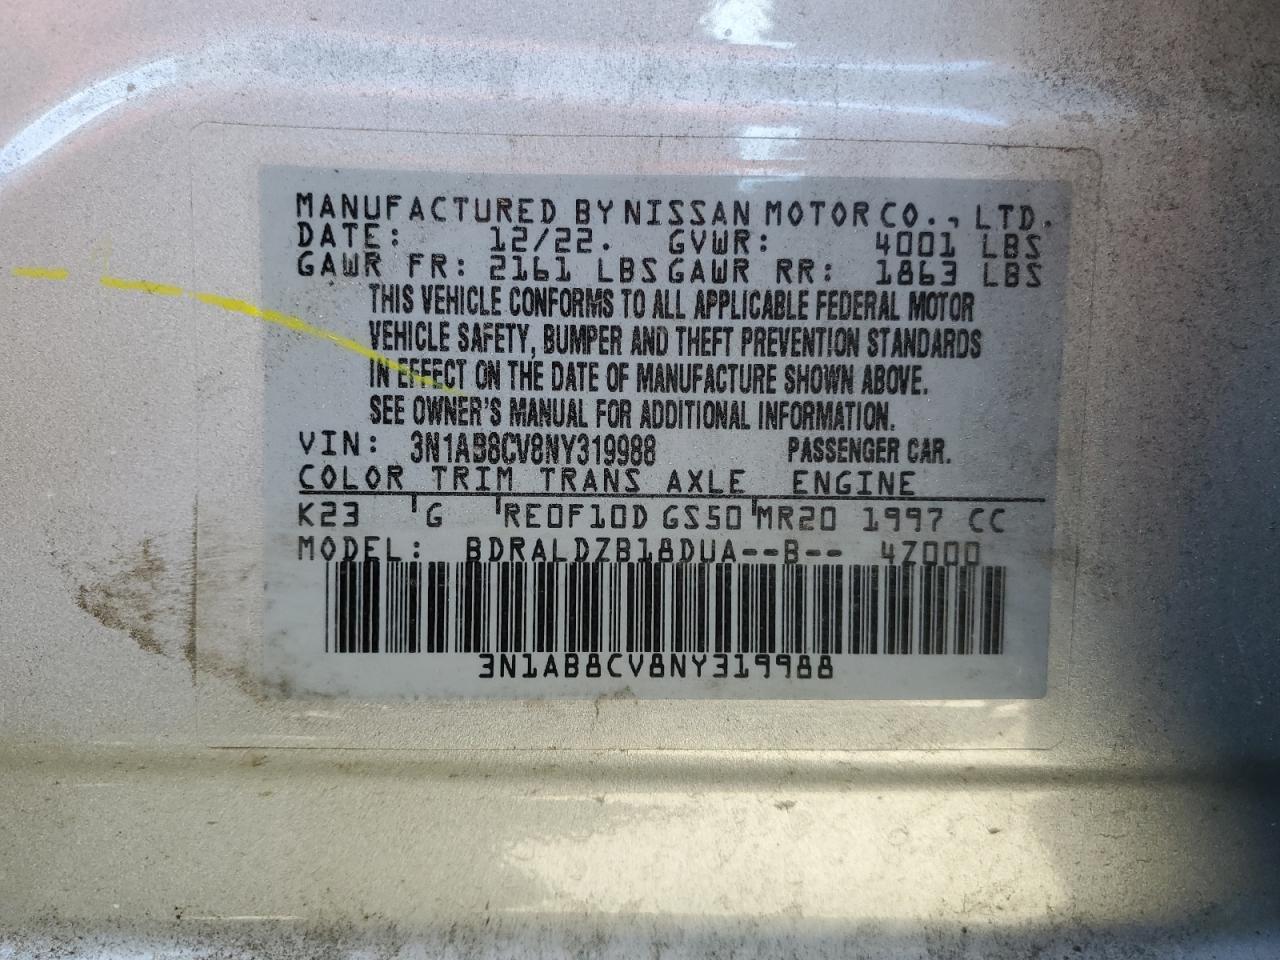 MANUFACTURED BY NISSAN MOTOR CO., LTD.
DATE: 12/22. GVWR: 4001 LBS
GAWR FR: 2161 LBS GAWR RR: 1863 LBS
THIS VEHICLE CONFORMS TO ALL APPLICABLE FEDERAL MOTOR
VEHICLE SAFETY, BUMPER AND THEFT PREVENTION STANDARDS
IN EFFECT ON THE DATE OF MANUFACTURE SHOWN ABOVE.
SEE OWNER'S MANUAL FOR ADDITIONAL INFORMATION.
VIN: 3N1AB8CV8NY319988 PASSENGER CAR.
COLOR TRIM TRANS AXLE ENGINE
K23 G RE0F10D GS50 MR20 1997 CC
MODEL: BDRALDZB18DUA--B-- 4Z000
3N1AB8CV8NY319988